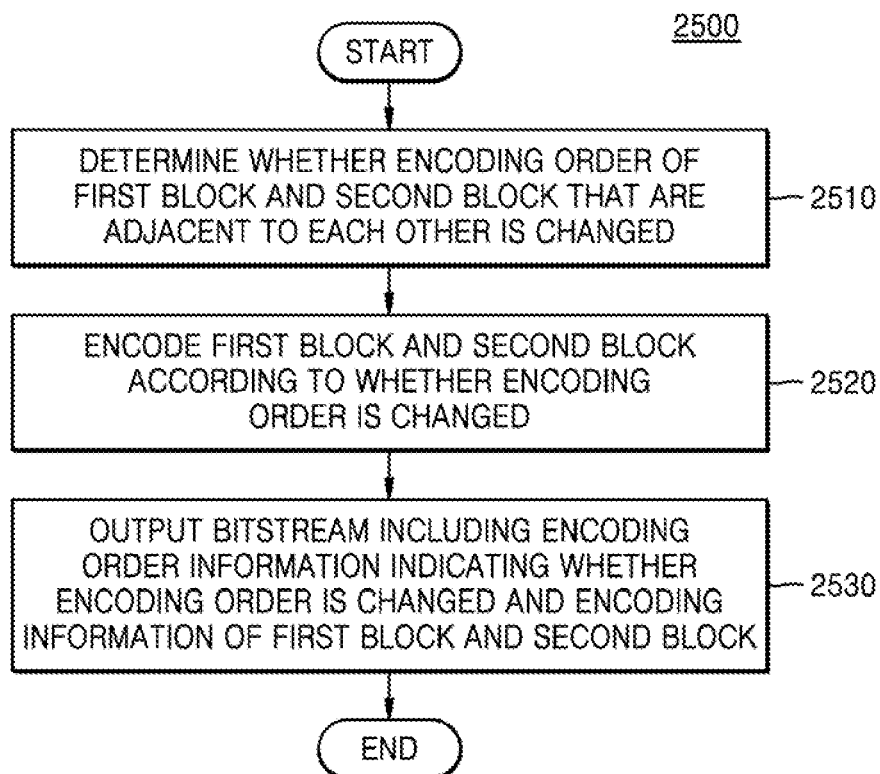 2500
START
DETERMINE WHETHER ENCODING ORDER OF
FIRST BLOCK AND SECOND BLOCK THAT ARE
ADJACENT TO EACH OTHER IS CHANGED
2510
ENCODE FIRST BLOCK AND SECOND BLOCK
ACCORDING TO WHETHER ENCODING
ORDER IS CHANGED
2520
OUTPUT BITSTREAM INCLUDING ENCODING
ORDER INFORMATION INDICATING WHETHER
ENCODING ORDER IS CHANGED AND ENCODING
INFORMATION OF FIRST BLOCK AND SECOND BLOCK
2530
END